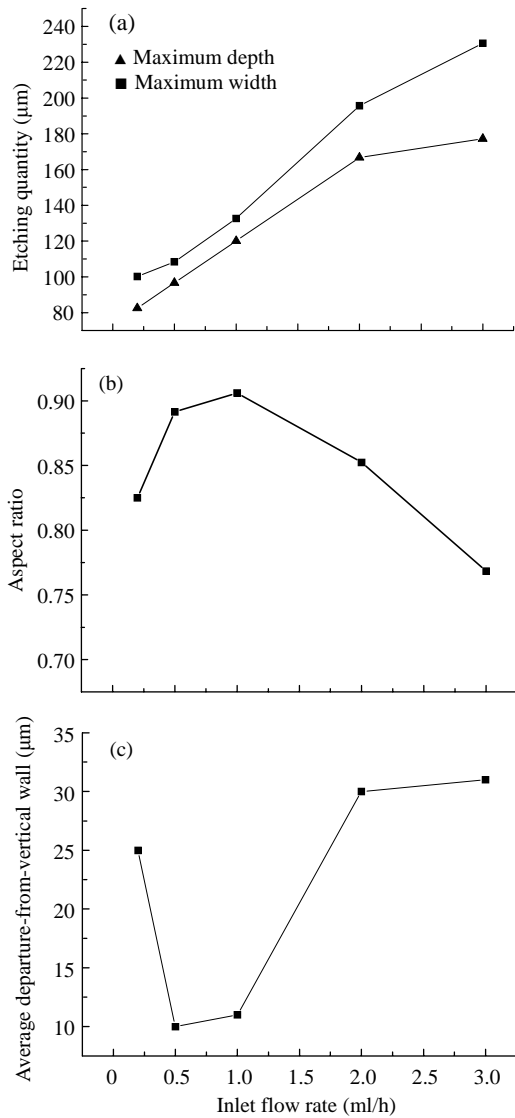 (a)
Maximum depth
Maximum width
Etching quantity (μm)
240
220
200
180
160
140
120
100
80
(b)
Aspect ratio
0.90
0.85
0.80
0.75
0.70
(c)
Average departure-from-vertical wall (μm)
35
30
25
20
15
10
0 0.5 1.0 1.5 2.0 2.5 3.0
Inlet flow rate (ml/h)